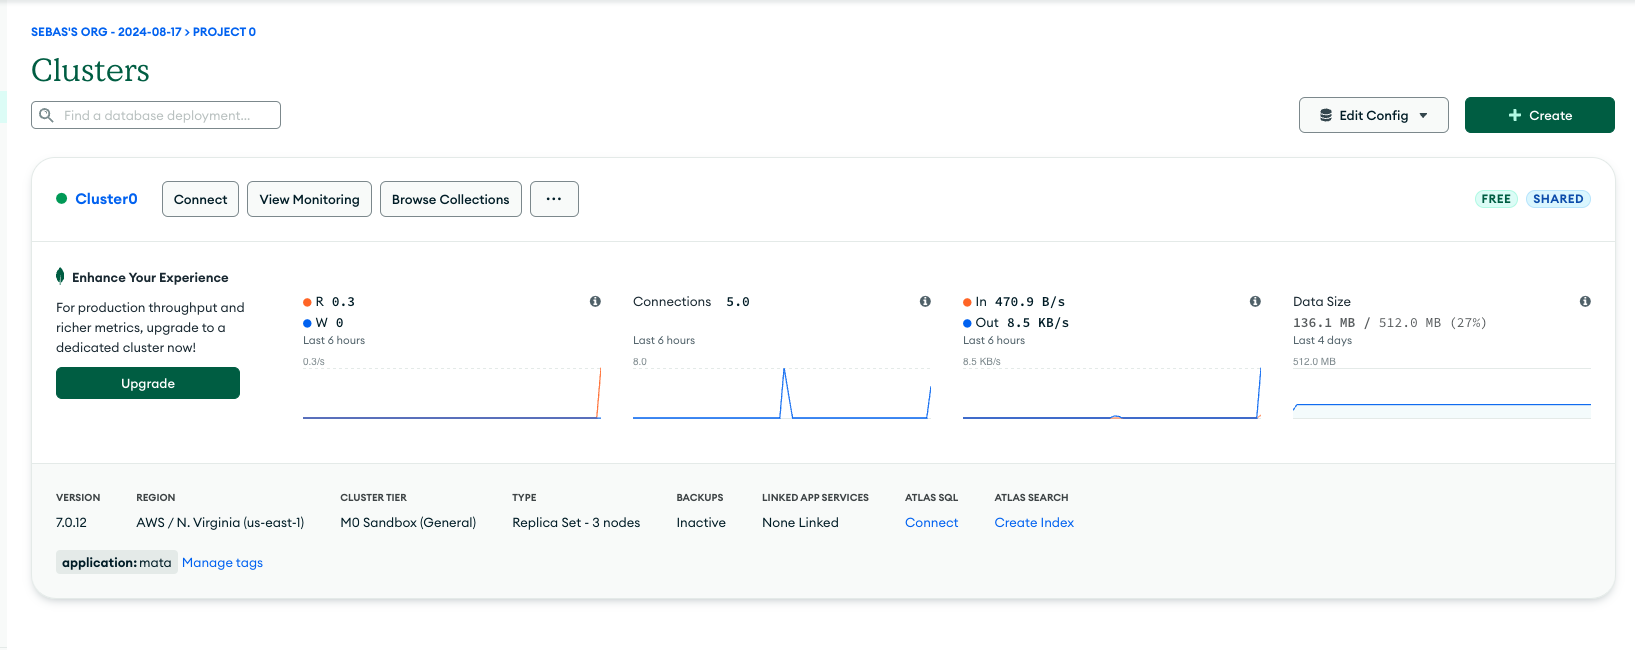 SEBAS'S ORG - 2024-08-17 > PROJECT 0
Clusters
Find a database deployment...
Edit Config
Create
Cluster0
Connect
View Monitoring
Browse Collections
...
FREE
SHARED
Enhance Your Experience
For production throughput and
richer metrics, upgrade to a
dedicated cluster now!
Upgrade
R 0.3
W 0
Last 6 hours
0.3/s
Connections 5.0
Last 6 hours
8.0
In 470.9 B/s
Out 8.5 KB/s
Last 6 hours
8.5 KB/s
Data Size
136.1 MB / 512.0 MB (27%)
Last 4 days
512.0 MB
VERSION REGION CLUSTER TIER TYPE BACKUPS LINKED APP SERVICES ATLAS SQL ATLAS SEARCH
7.0.12 AWS / N. Virginia (us-east-1) M0 Sandbox (General) Replica Set - 3 nodes Inactive None Linked Connect Create Index
application: mata Manage tags